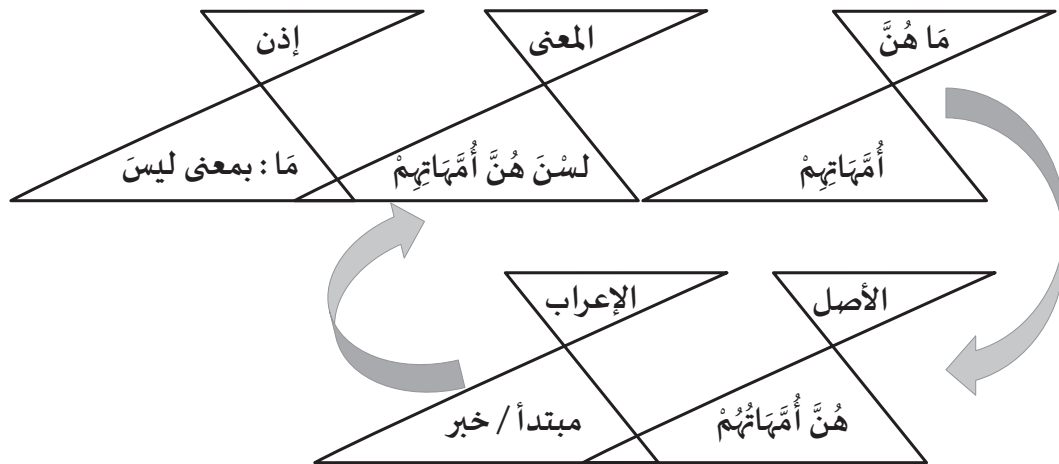 مَا هُنَّ
أُمَّهَاتِهِمْ
المعنى
لسْنَ هُنَّ أُمَّهَاتِهِمْ
إذن
مَا : بمعنى ليسَ
الأصل
هُنَّ أُمَّهَاتُهُمْ
الإعراب
مبتدأ / خبر